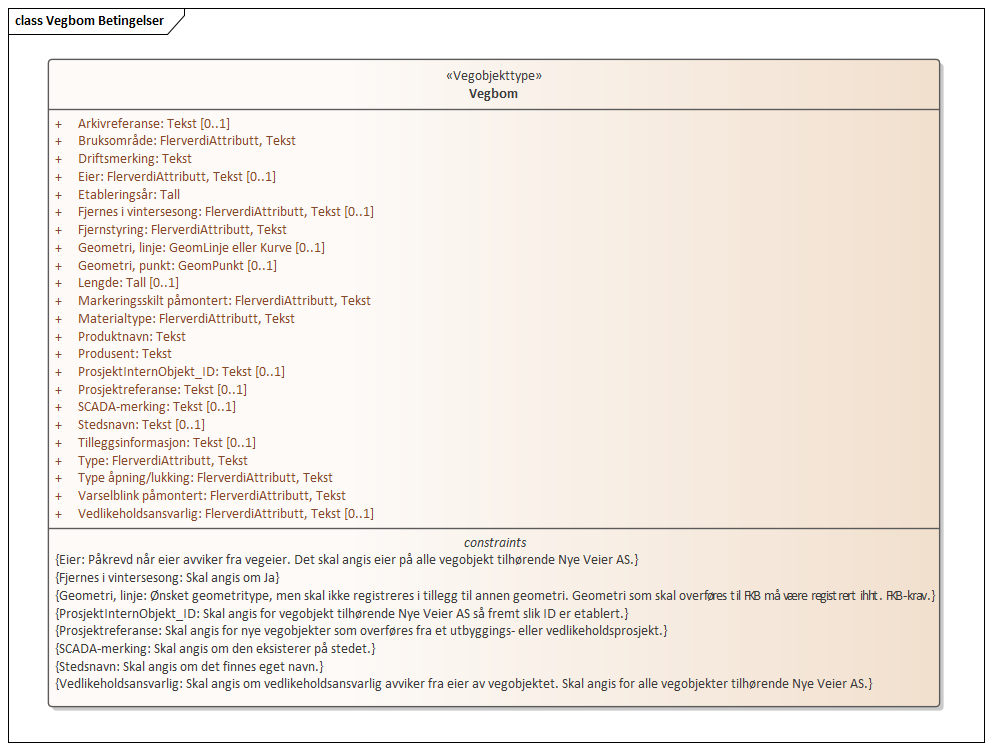 class Vegbom Betingelser
«Vegobjekttype»
Vegbom
+ Arkivreferanse: Tekst [0..1]
+ Bruksområde: FlerverdiAttributt, Tekst
+ Driftsmerking: Tekst
+ Eier: FlerverdiAttributt, Tekst [0..1]
+ Etableringsår: Tall
+ Fjernes i vintersesong: FlerverdiAttributt, Tekst [0..1]
+ Fjernstyring: FlerverdiAttributt, Tekst
+ Geometri, linje: GeomLinje eller Kurve [0..1]
+ Geometri, punkt: GeomPunkt [0..1]
+ Lengde: Tall [0..1]
+ Markeringsskilt påmontert: FlerverdiAttributt, Tekst
+ Materialtype: FlerverdiAttributt, Tekst
+ Produktnavn: Tekst
+ Produsent: Tekst
+ ProsjektInternObjekt_ID: Tekst [0..1]
+ Prosjektreferanse: Tekst [0..1]
+ SCADA-merking: Tekst [0..1]
+ Stedsnavn: Tekst [0..1]
+ Tilleggsinformasjon: Tekst [0..1]
+ Type: FlerverdiAttributt, Tekst
+ Type åpning/lukking: FlerverdiAttributt, Tekst
+ Varselblink påmontert: FlerverdiAttributt, Tekst
+ Vedlikeholdsansvarlig: FlerverdiAttributt, Tekst [0..1]
constraints
{Eier: Påkrevd når eier avviker fra vegeier. Det skal angis eier på alle vegobjekt tilhørende Nye Veier AS.}
{Fjernes i vintersesong: Skal angis om Ja}
{Geometri, linje: Ønsket geometritype, men skal ikke registreres i tillegg til annen geometri. Geometri som skal overføres til FKB må være registrert ihht. FKB-krav.}
{ProsjektInternObjekt_ID: Skal angis for vegobjekt tilhørende Nye Veier AS så fremt slik ID er etablert.}
{Prosjektreferanse: Skal angis for nye vegobjekter som overføres fra et utbyggings- eller vedlikeholdsprosjekt.}
{SCADA-merking: Skal angis om den eksisterer på stedet.}
{Stedsnavn: Skal angis om det finnes eget navn.}
{Vedlikeholdsansvarlig: Skal angis om vedlikeholdsansvarlig avviker fra eier av vegobjektet. Skal angis for alle vegobjekter tilhørende Nye Veier AS.}